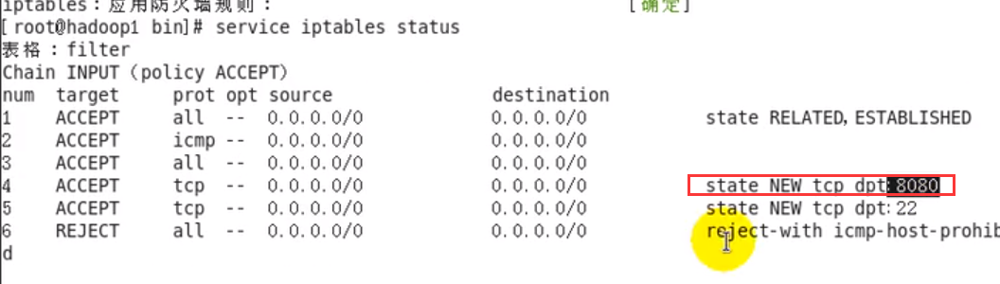 iptables：应用防火墙规则：                    [确定]
[root@hadoop1 bin]# service iptables status
表格：filter
Chain INPUT (policy ACCEPT)
num  target     prot opt source               destination
1    ACCEPT     all  --  0.0.0.0/0            0.0.0.0/0           state RELATED,ESTABLISHED
2    ACCEPT     icmp --  0.0.0.0/0            0.0.0.0/0
3    ACCEPT     all  --  0.0.0.0/0            0.0.0.0/0
4    ACCEPT     tcp  --  0.0.0.0/0            0.0.0.0/0           state NEW tcp dpt:8080
5    ACCEPT     tcp  --  0.0.0.0/0            0.0.0.0/0           state NEW tcp dpt:22
6    REJECT     all  --  0.0.0.0/0            0.0.0.0/0           reject-with icmp-host-prohib
d